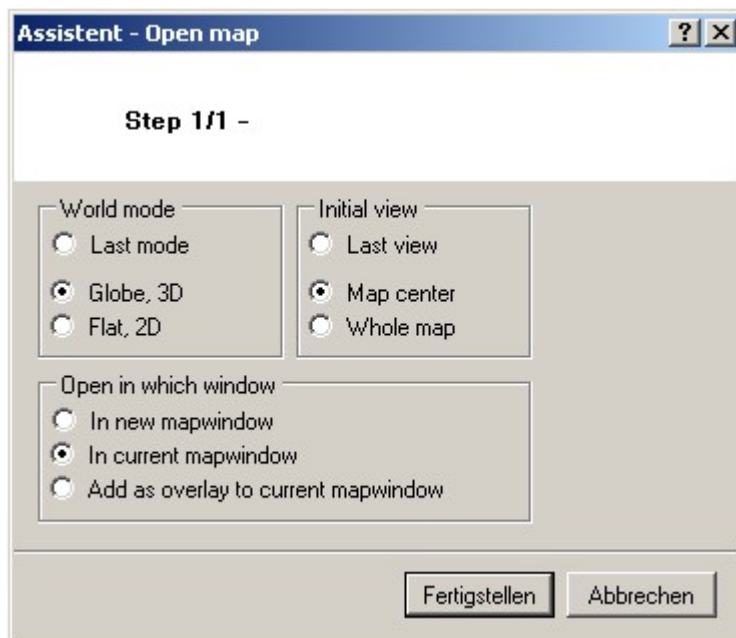 Assistent - Open map
Step 1/1 -
World mode
Last mode
Globe, 3D
Flat, 2D
Initial view
Last view
Map center
Whole map
Open in which window
In new mapwindow
In current mapwindow
Add as overlay to current mapwindow
Fertigstellen
Abbrechen